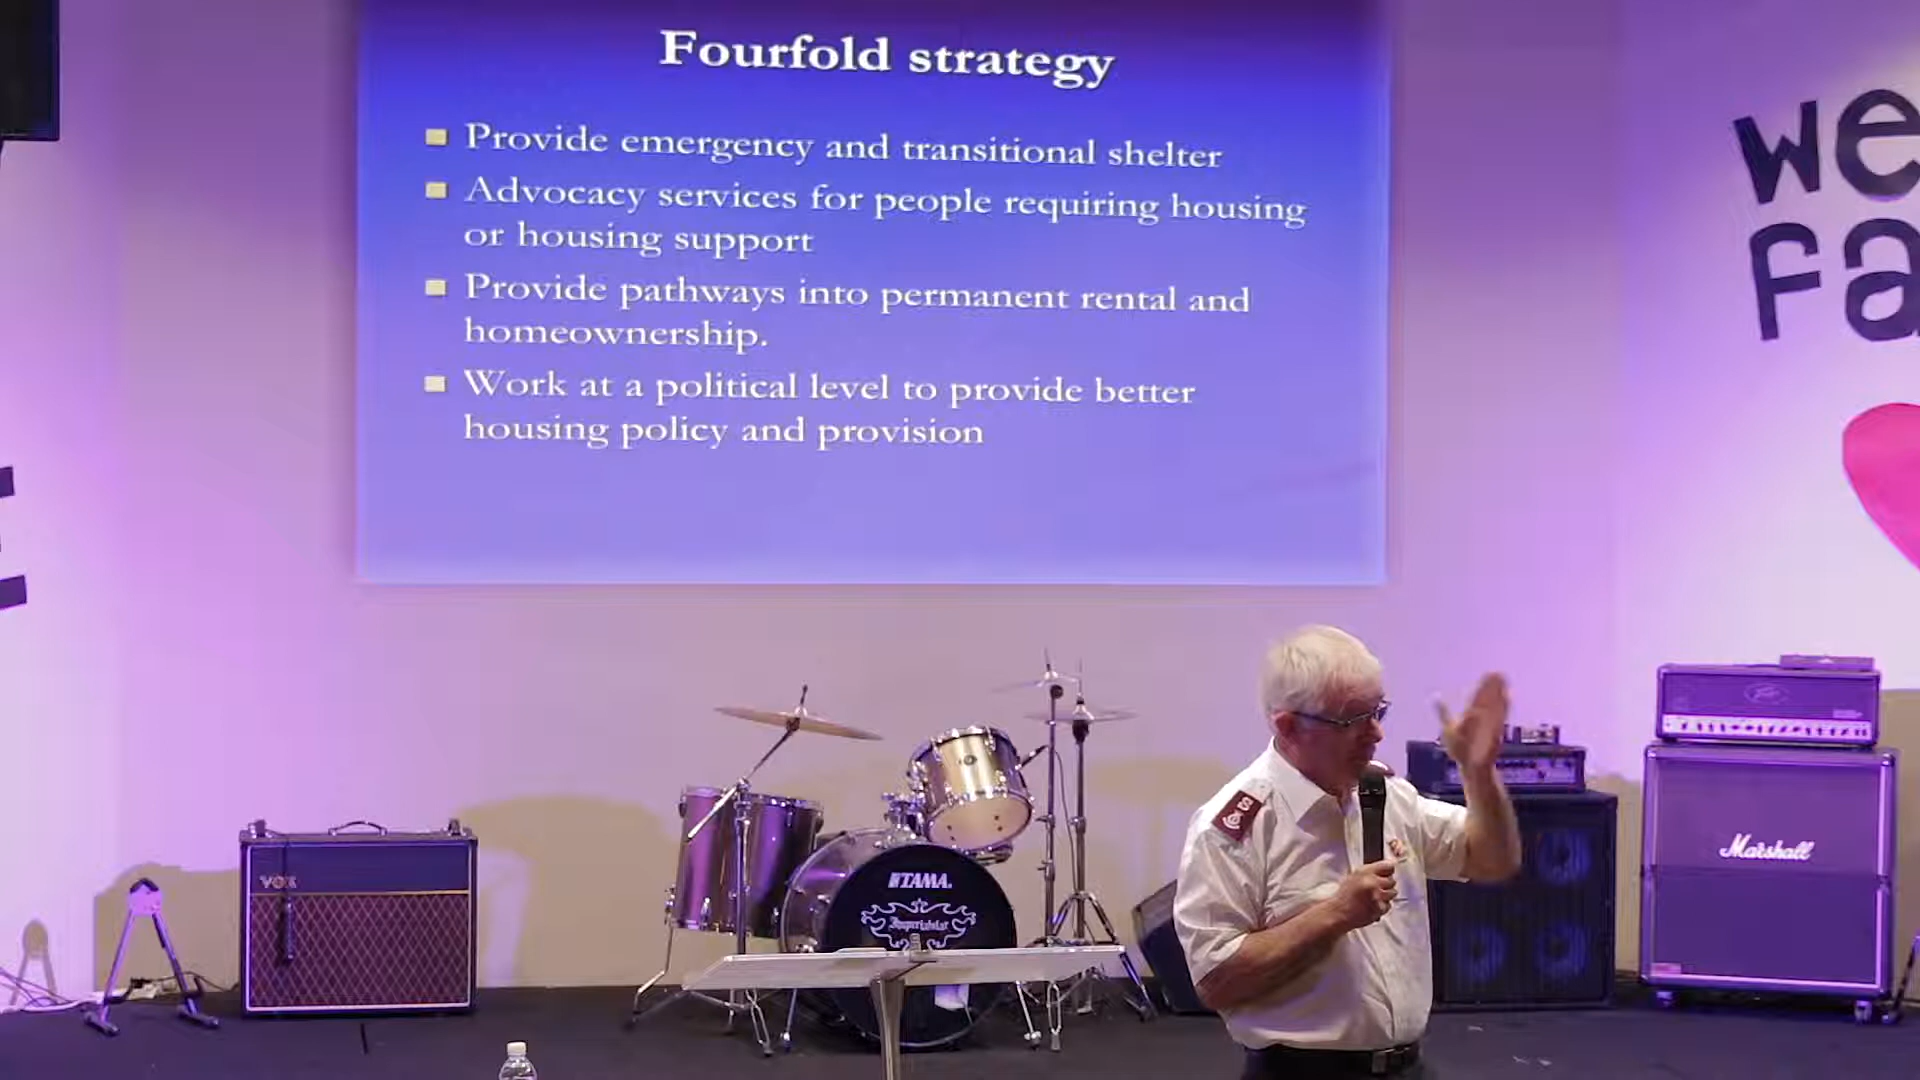 Fourfold strategy
Provide emergency and transitional shelter
Advocacy services for people requiring housing
or housing support
Provide pathways into permanent rental and
homeownership.
Work at a political level to provide better
housing policy and provision
we
fa
VOX
TAMA
Imperialstar
S
Peavey
Marshall